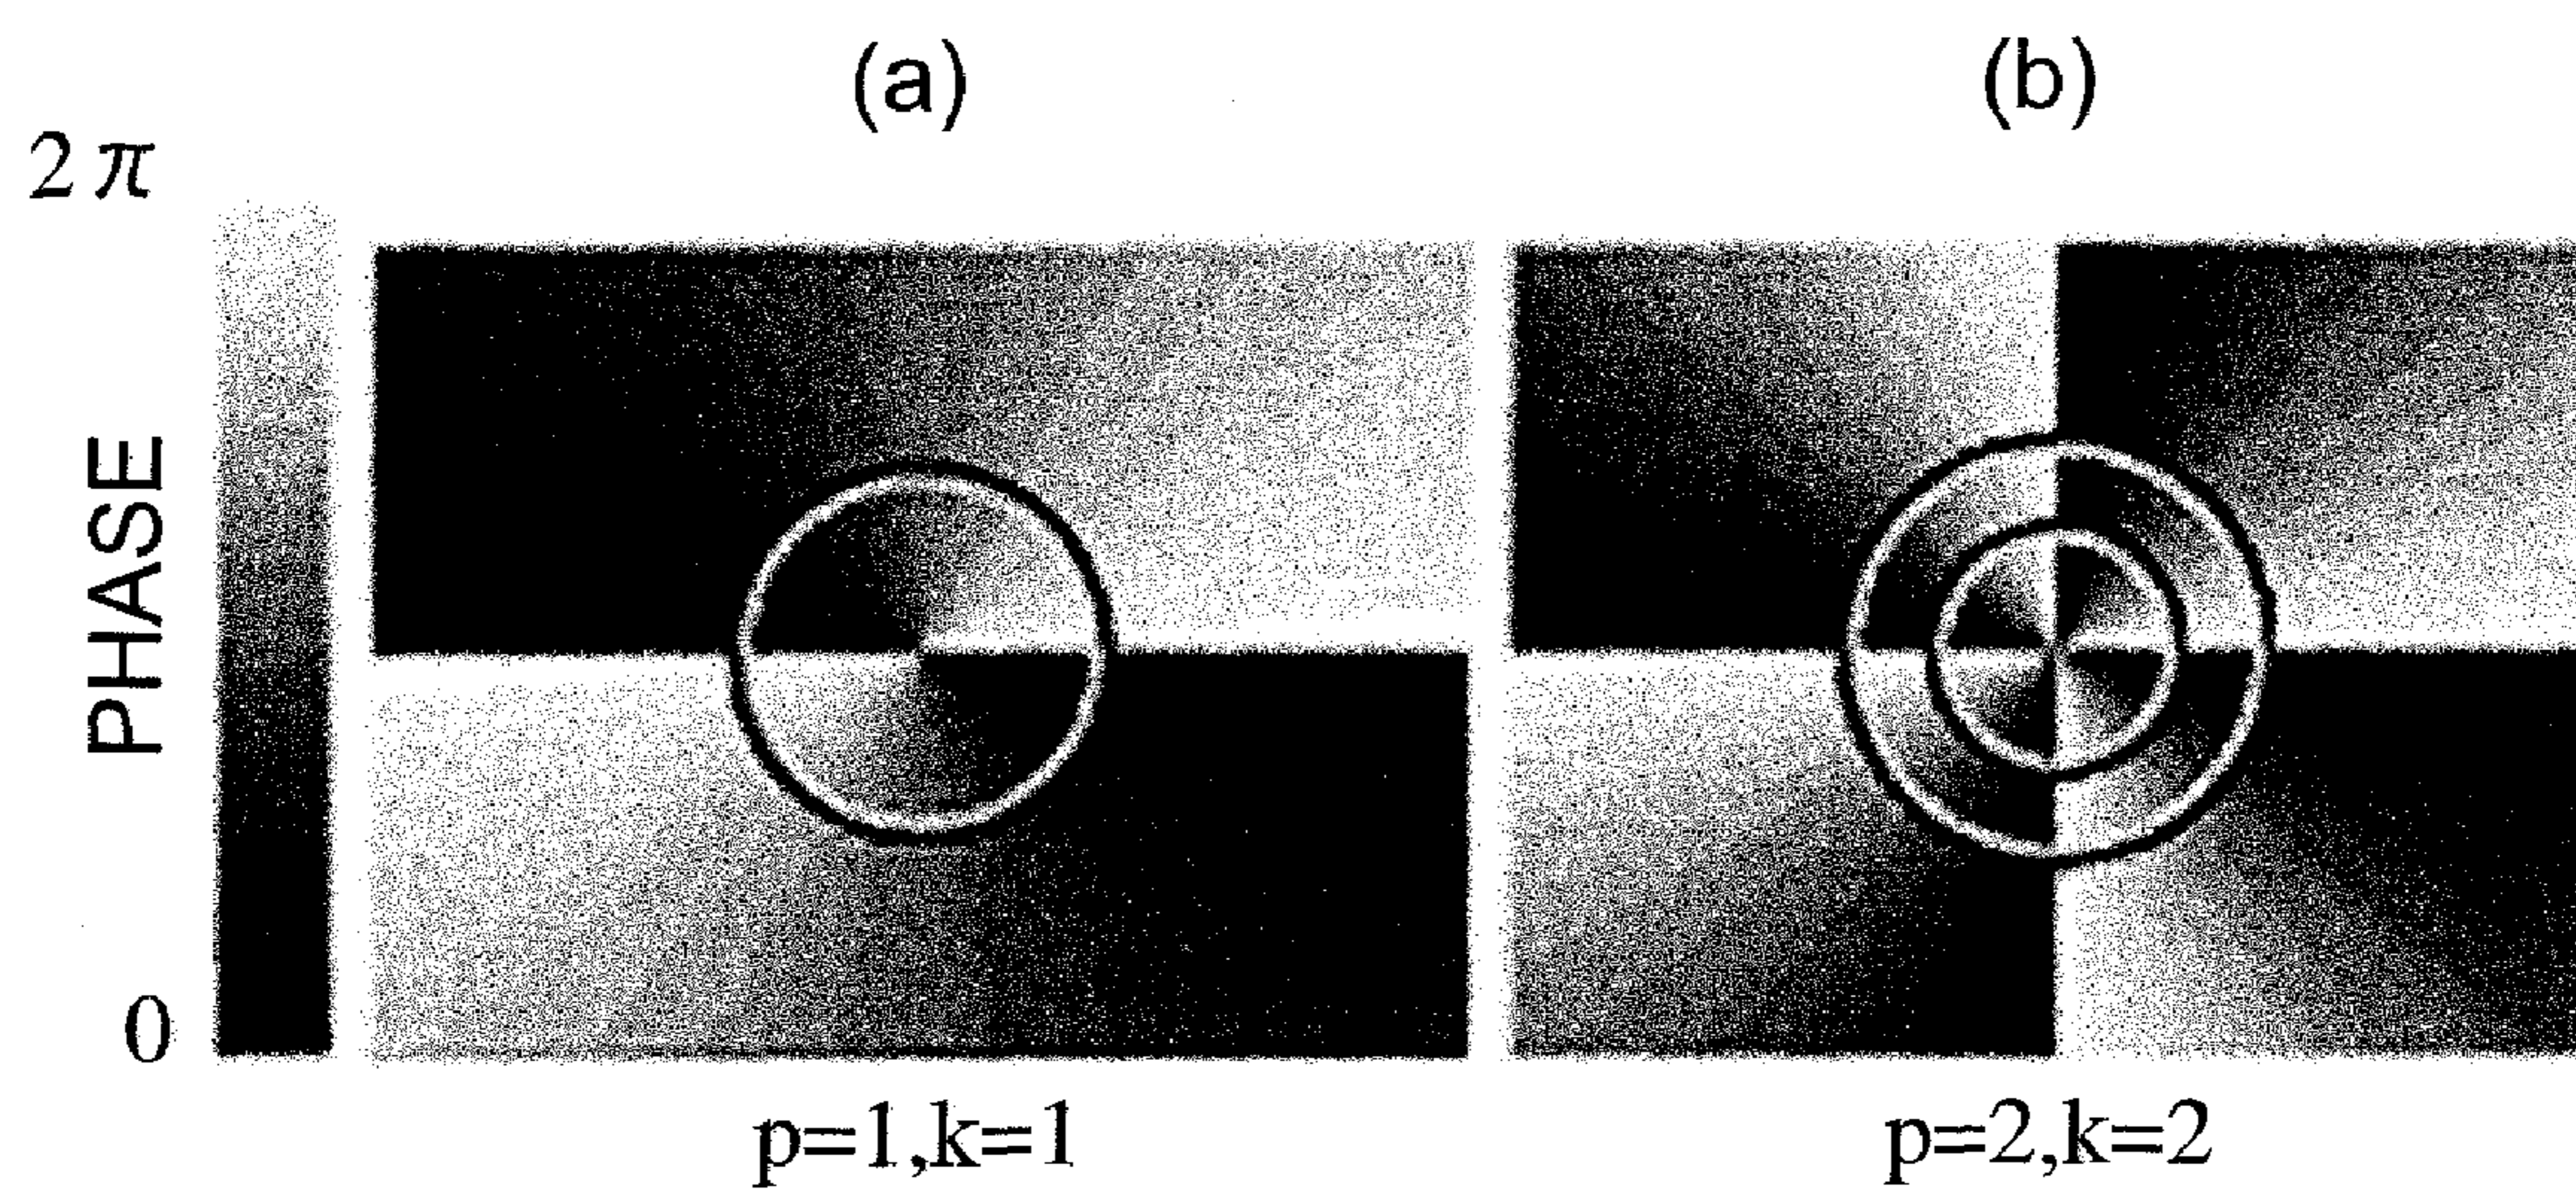 (a)
(b)
2π
PHASE
0
p=1,k=1
p=2,k=2